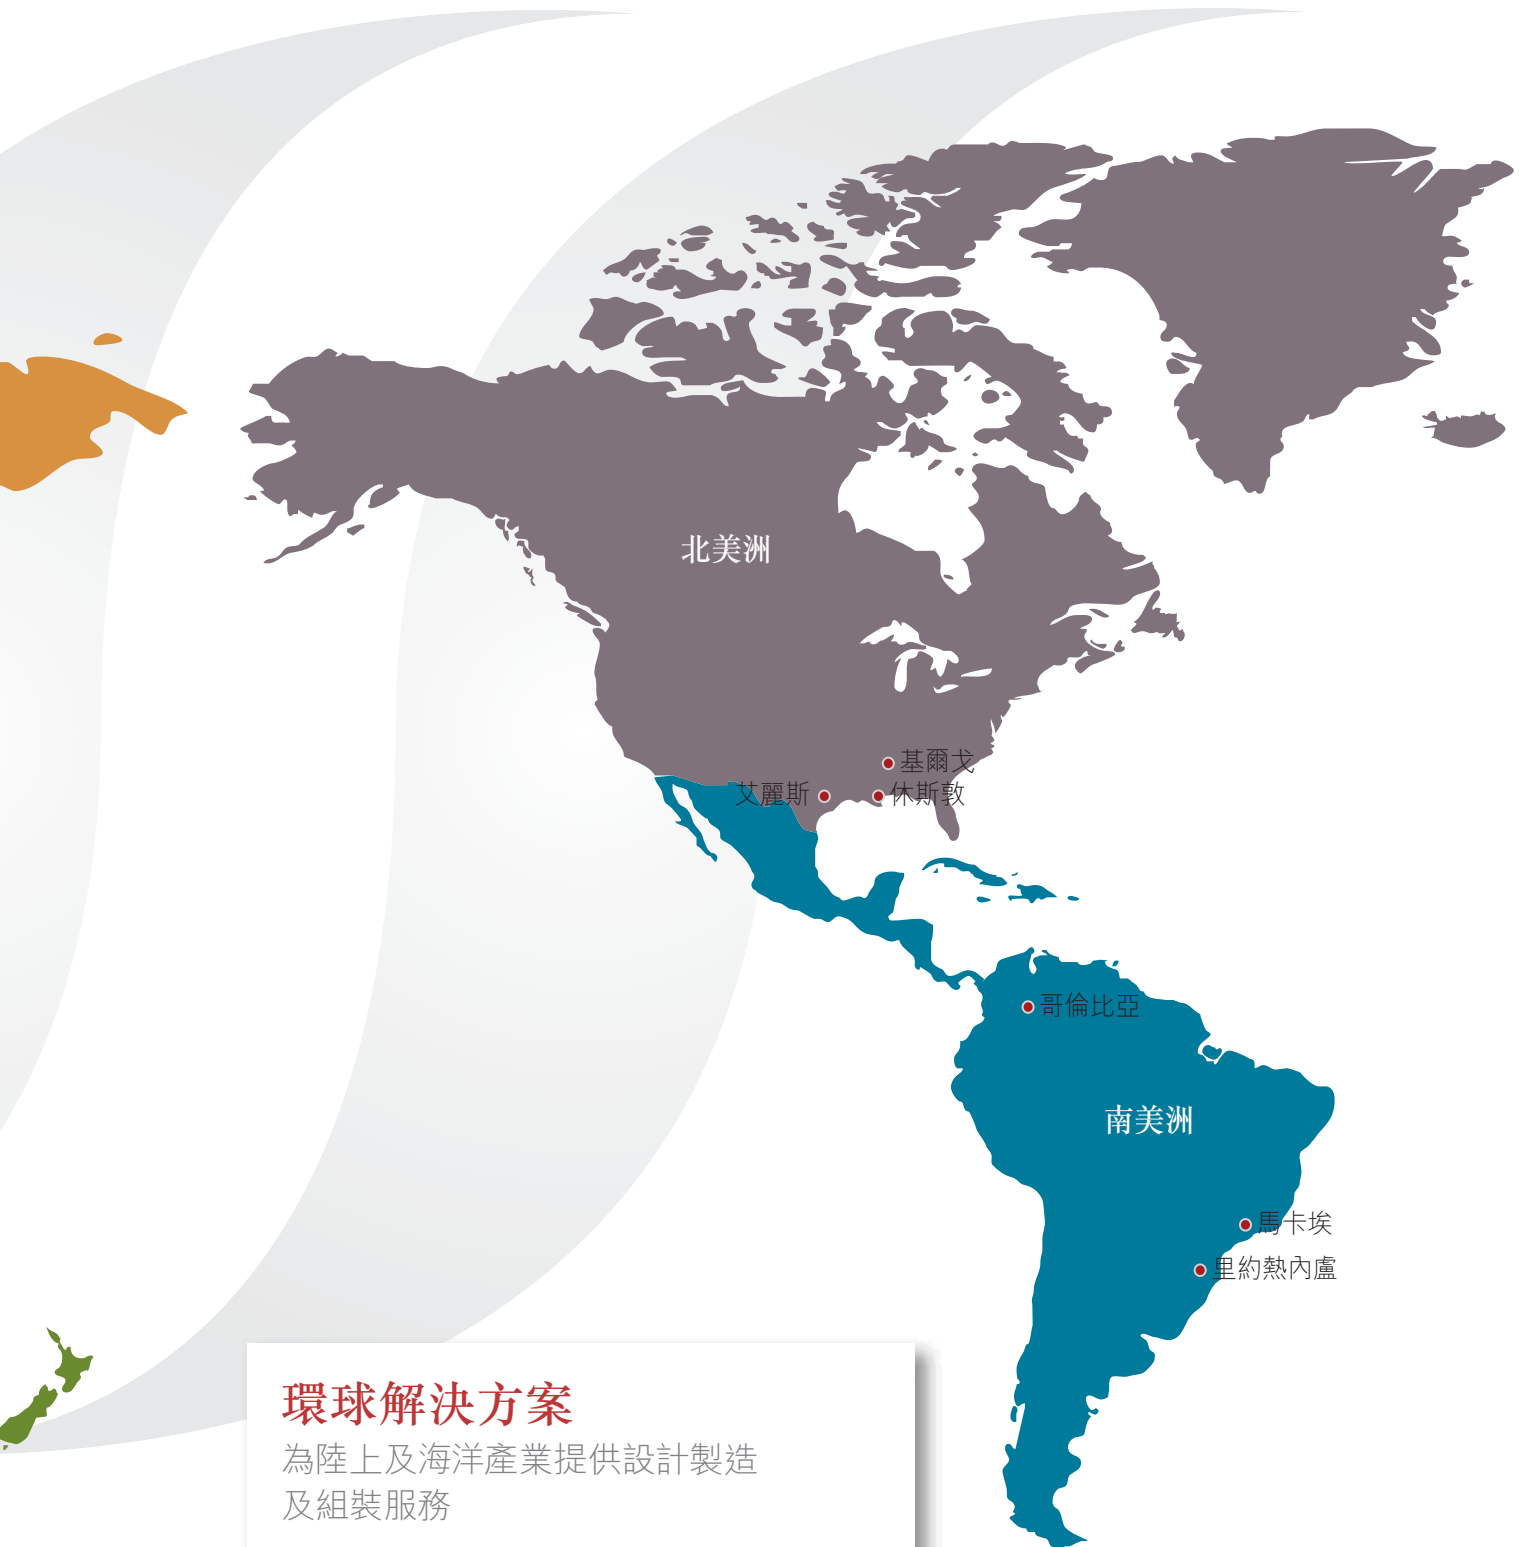 北美洲
基爾戈
艾麗斯
休斯敦
哥倫比亞
南美洲
馬卡埃
里約熱內盧
環球解決方案
為陸上及海洋產業提供設計製造
及組裝服務